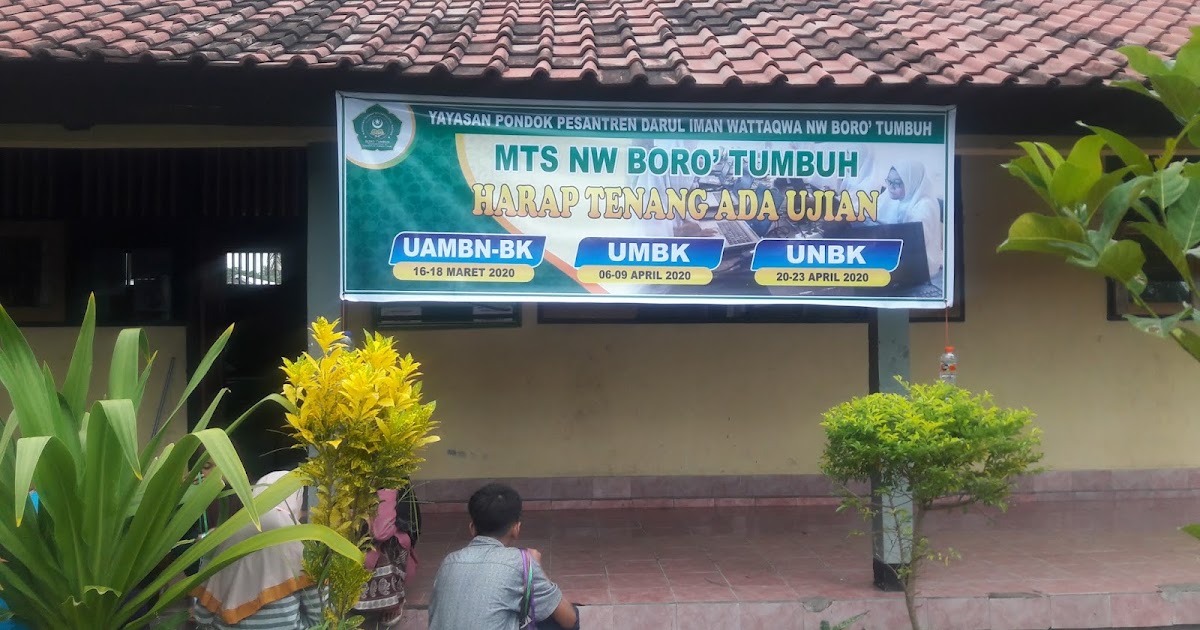 YAYASAN PONDOK PESANTREN DARUL IMAN WATTAQWA NW BORO' TUMBUH
MTS NW BORO' TUMBUH
HARAP TENANG ADA UJIAN
UAMBN-BK
16-18 MARET 2020
UMBK
06-09 APRIL 2020
UNBK
20-23 APRIL 2020